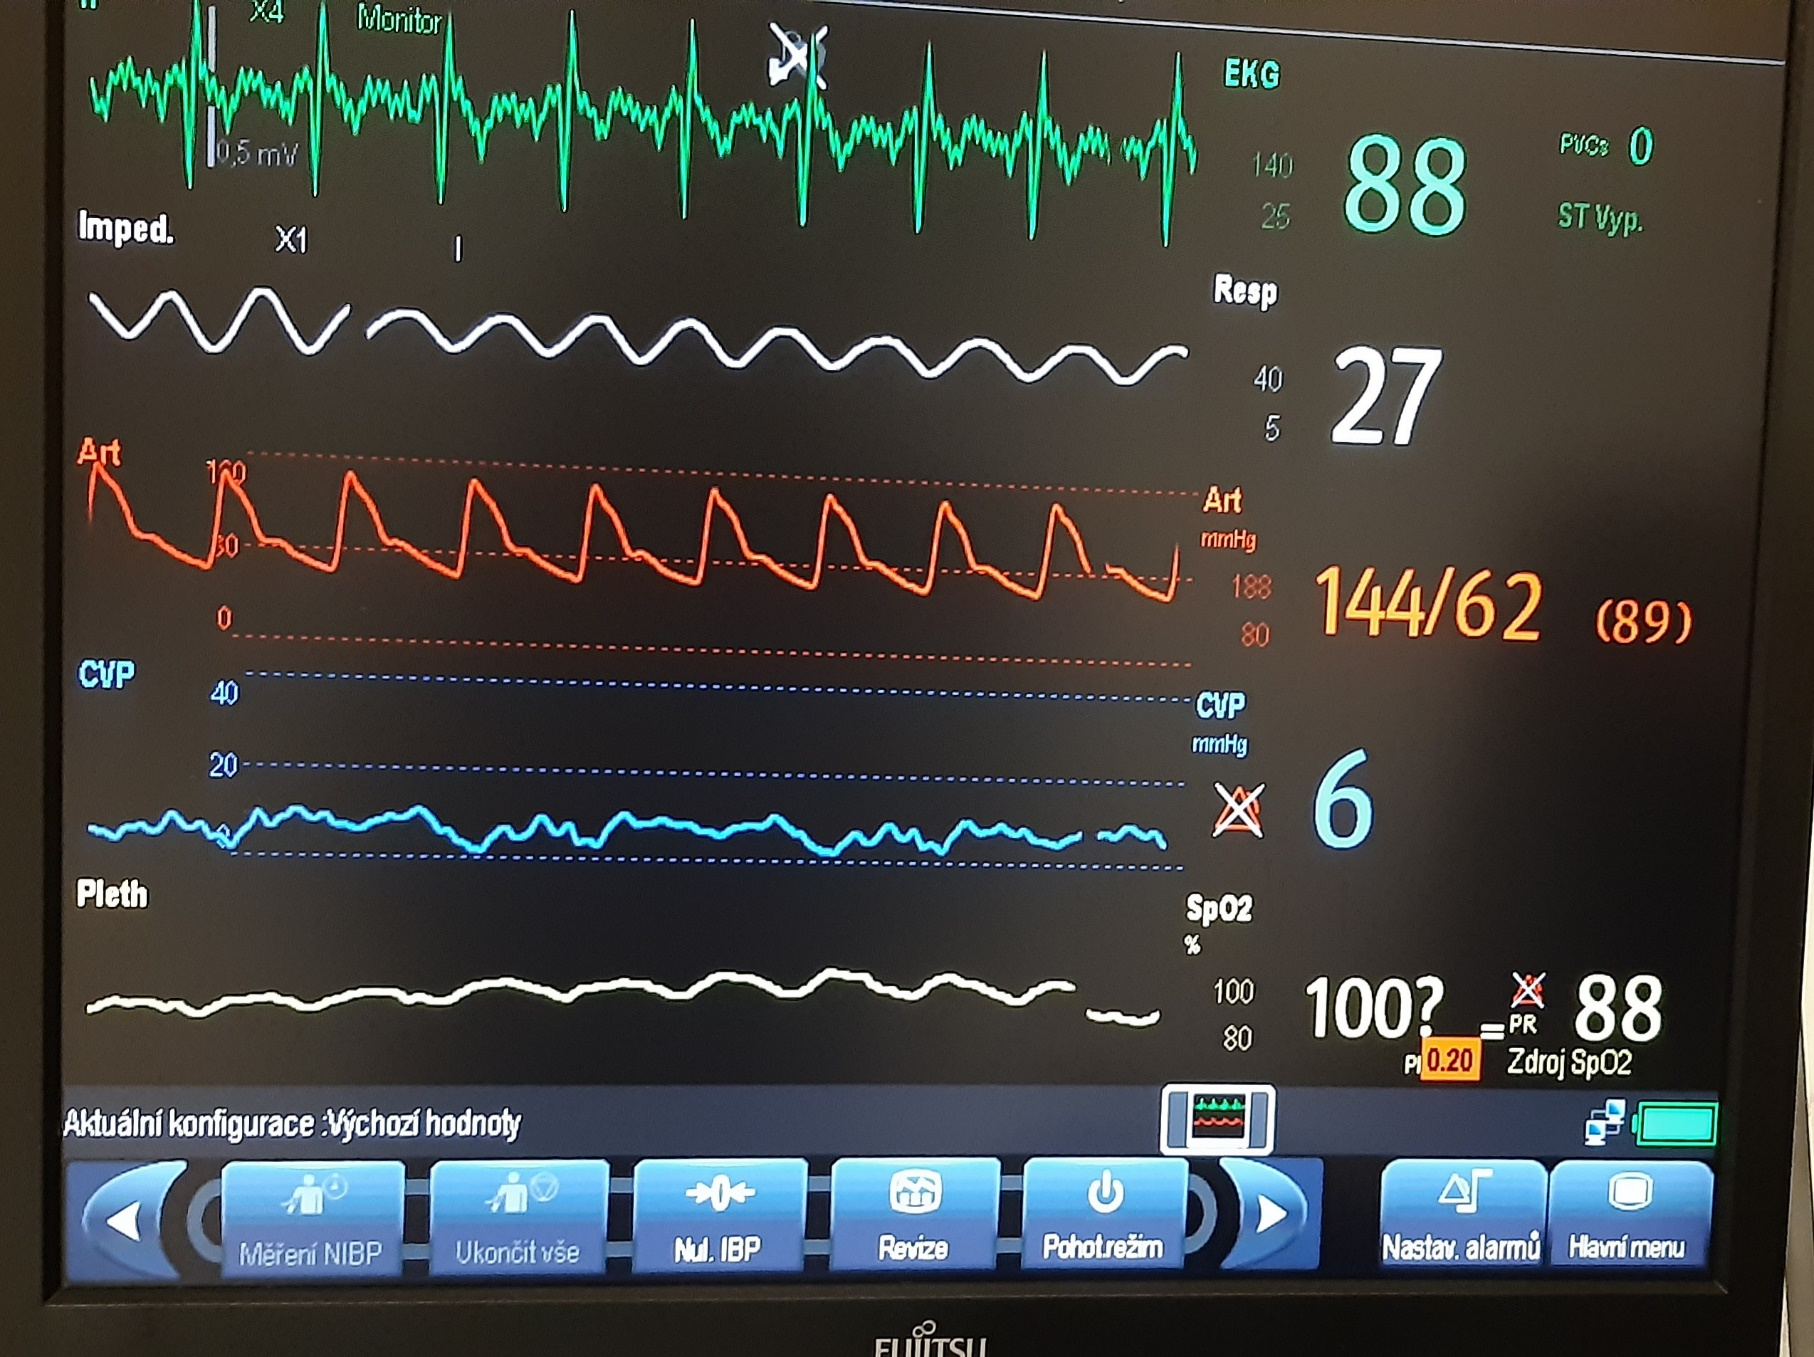 X4 Monitor
EKG
0,5 mV
140
25
88
PVCs 0
ST Vyp.
Imped. X1
Resp
40
5
27
Art
0
Art
mmHg
188
80
144/62 (89)
CVP
40
20
CVP
mmHg
6
Pleth
SpO2
%
100
80
100? = PR 88
PI 0.20 Zdroj SpO2
Aktuální konfigurace :Výchozí hodnoty
Měření NIBP
Ukončit vše
Nul. IBP
Revize
Pohot.režim
Nastav. alarmů
Hlavní menu
FUJITSU